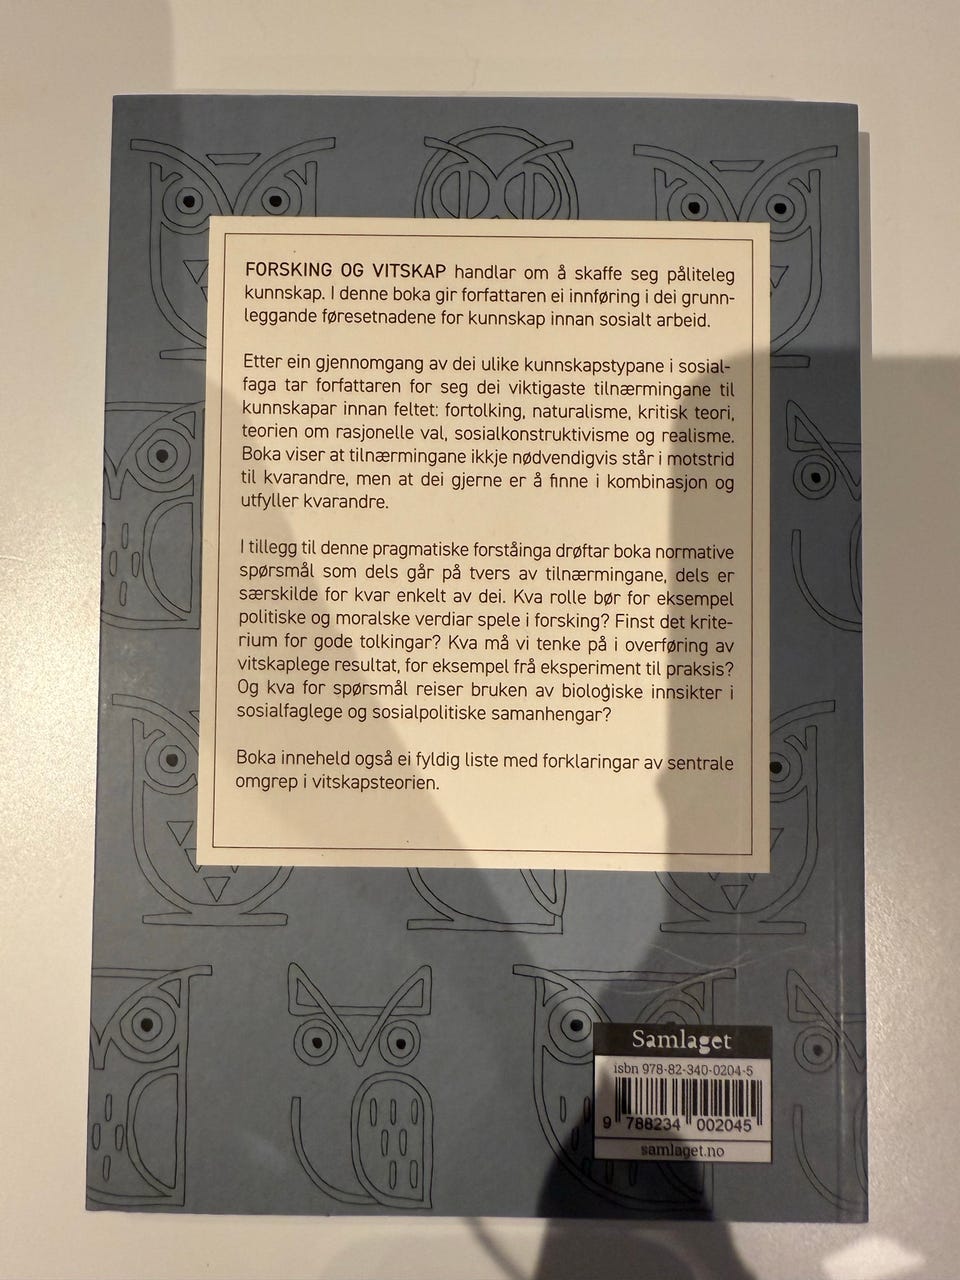 FORSKING OG VITSKAP handlar om å skaffe seg påliteleg
kunnskap. I denne boka gir forfattaren ei innføring i dei grunn-
leggande føresetnadene for kunnskap innan sosialt arbeid.
Etter ein gjennomgang av dei ulike kunnskapstypane i sosial-
faga tar forfattaren for seg dei viktigaste tilnærmingane til
kunnskapar innan feltet: fortolking, naturalisme, kritisk teori,
teorien om rasjonelle val, sosialkonstruktivisme og realisme.
Boka viser at tilnærmingane ikkje nødvendigvis står i motstrid
til kvarandre, men at dei gjerne er å finne i kombinasjon og
utfyller kvarandre.
I tillegg til denne pragmatiske forståinga drøftar boka normative
spørsmål som dels går på tvers av tilnærmingane, dels er
særskilde for kvar enkelt av dei. Kva rolle bør for eksempel
politiske og moralske verdiar spele i forsking? Finst det krite-
rium for gode tolkingar? Kva må vi tenke på i overføring av
vitskaplege resultat, for eksempel frå eksperiment til praksis?
Og kva for spørsmål reiser bruken av biologiske innsikter i
sosialfaglege og sosialpolitiske samanhengar?
Boka inneheld også ei fyldig liste med forklaringar av sentrale
omgrep i vitskapsteorien.
Samlaget
isbn 978-82-340-0204-5
9 788234 002045
samlaget.no